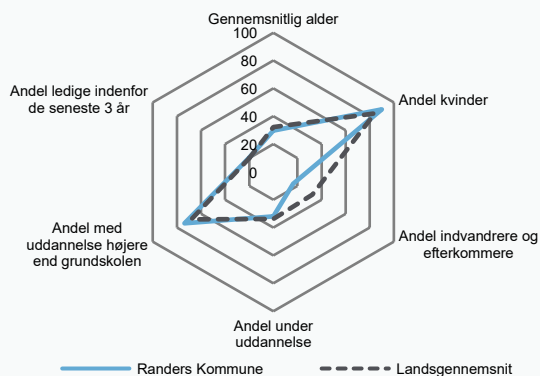 Gennemsnitlig alder
100
80
60
40
20
0
Andel kvinder
Andel indvandrere og
efterkommere
Andel under
uddannelse
Andel med
uddannelse højere
end grundskolen
Andel ledige indenfor
de seneste 3 år
Randers Kommune
Landsgennemsnit